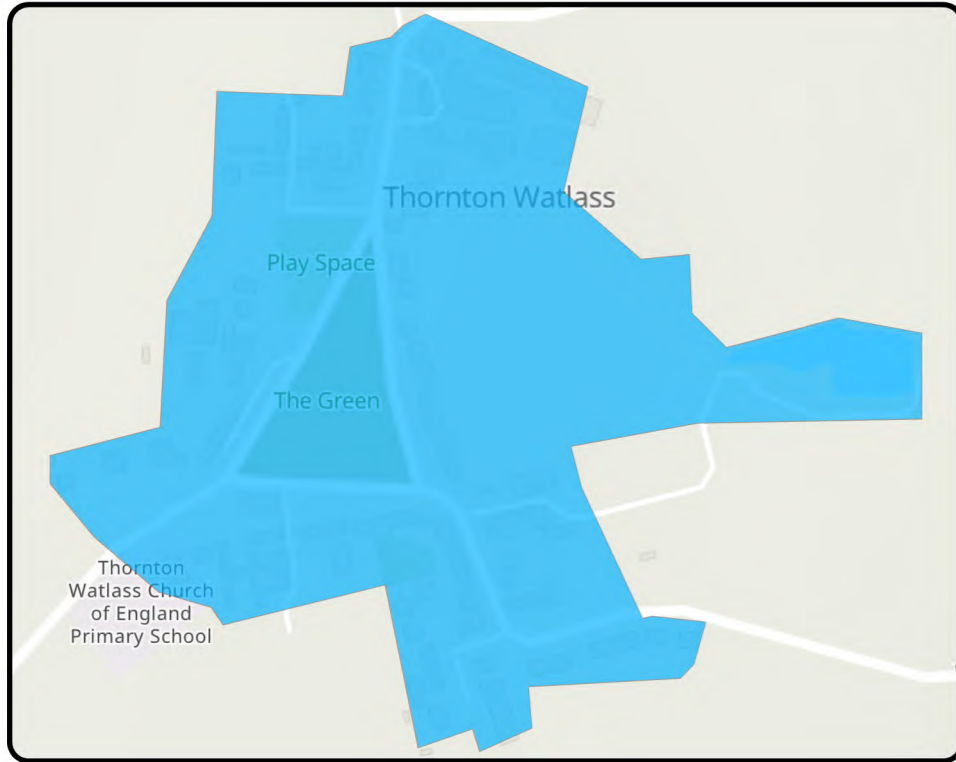 Thornton Watlass
Play Space
The Green
Thornton
Watlass Church
of England
Primary School